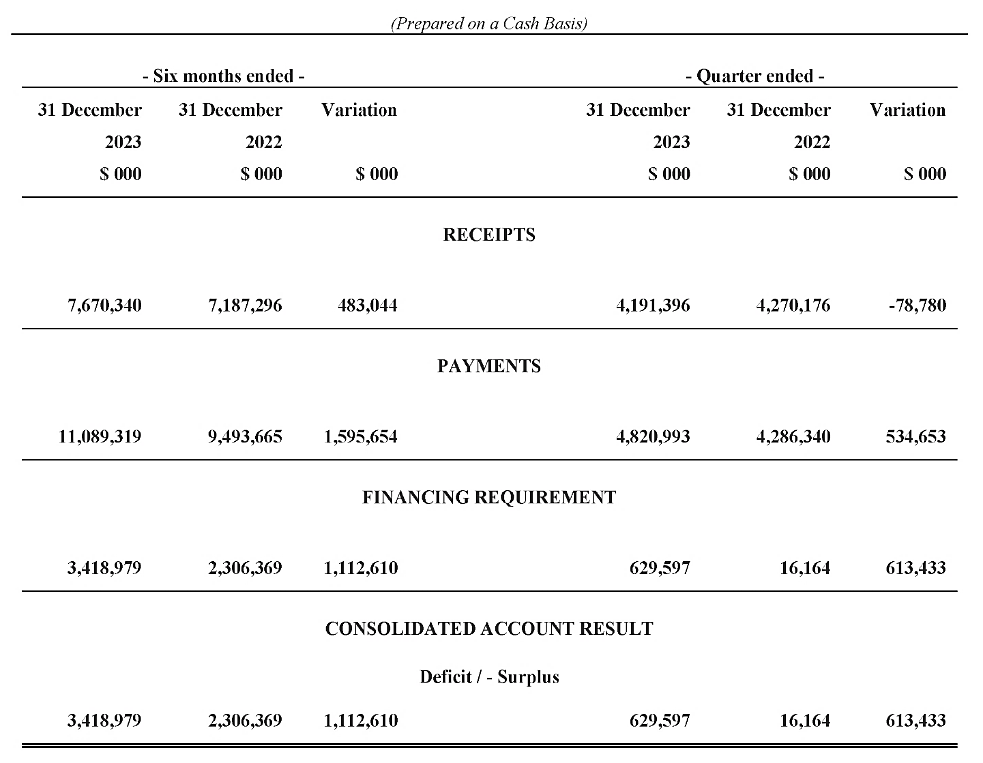 (Prepared on a Cash Basis)
- Six months ended - - Quarter ended -
31 December 31 December Variation 31 December 31 December Variation
2023 2022 2023 2022
$ 000 $ 000 $ 000 $ 000 $ 000 $ 000
RECEIPTS
7,670,340 7,187,296 483,044 4,191,396 4,270,176 -78,780
PAYMENTS
11,089,319 9,493,665 1,595,654 4,820,993 4,286,340 534,653
FINANCING REQUIREMENT
3,418,979 2,306,369 1,112,610 629,597 16,164 613,433
CONSOLIDATED ACCOUNT RESULT
Deficit / - Surplus
3,418,979 2,306,369 1,112,610 629,597 16,164 613,433